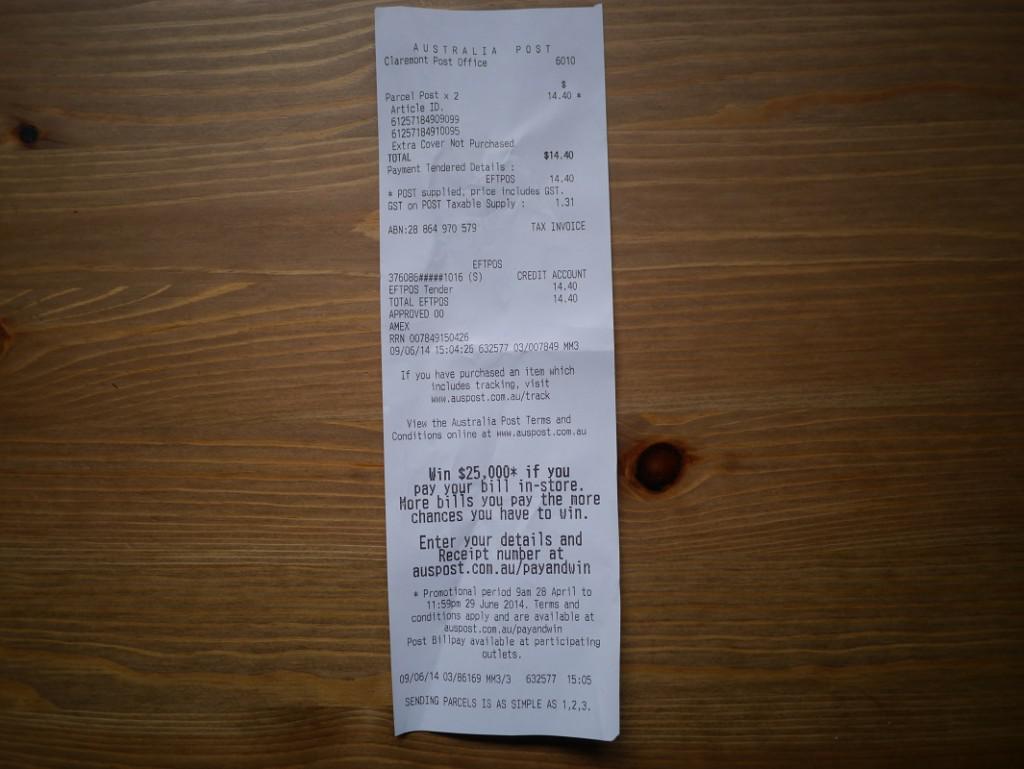 AUSTRALIA POST
Claremont Post Office 6010
$
Parcel Post x 2 14.40 *
Article ID.
61257184909099
61257184910095
Extra Cover Not Purchased
TOTAL $14.40
Payment Tendered Details :
EFTPOS 14.40
* POST supplied, price includes GST.
GST on POST Taxable Supply : 1.31
ABN:28 864 970 579 TAX INVOICE
EFTPOS
376086#####1016 (S) CREDIT ACCOUNT
EFTPOS Tender 14.40
TOTAL EFTPOS 14.40
APPROVED 00
AMEX
RRN 007849150426
09/06/14 15:04:26 632577 03/007849 MM3
If you have purchased an item which
includes tracking, visit
www.auspost.com.au/track
View the Australia Post Terms and
Conditions online at www.auspost.com.au
Win $25,000* if you
pay your bill in-store.
More bills you pay the more
chances you have to win.
Enter your details and
Receipt number at
auspost.com.au/payandwin
* Promotional period 9am 28 April to
11:59pm 29 June 2014. Terms and
conditions apply and are available at
auspost.com.au/payandwin
Post Billpay available at participating
outlets.
09/06/14 03/86169 MM3/3 632577 15:05
SENDING PARCELS IS AS SIMPLE AS 1,2,3.